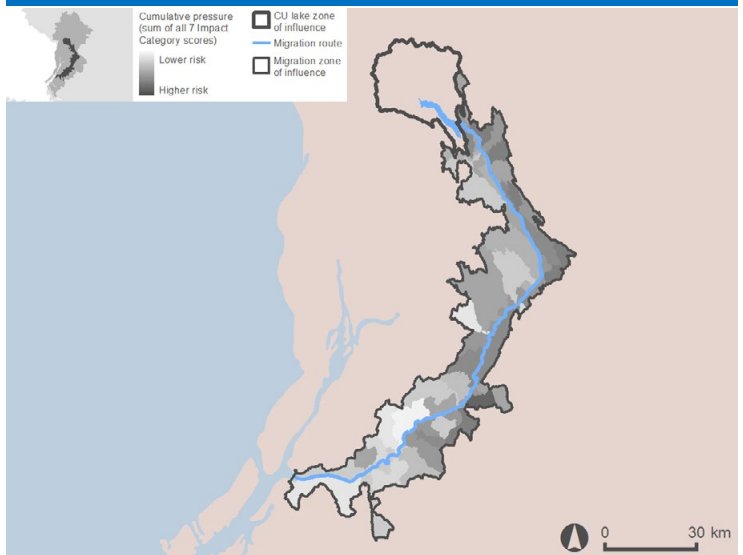 Cumulative pressure
(sum of all 7 Impact
Category scores)
Lower risk
Higher risk
CU lake zone
of influence
Migration route
Migration zone
of influence
0 30 km